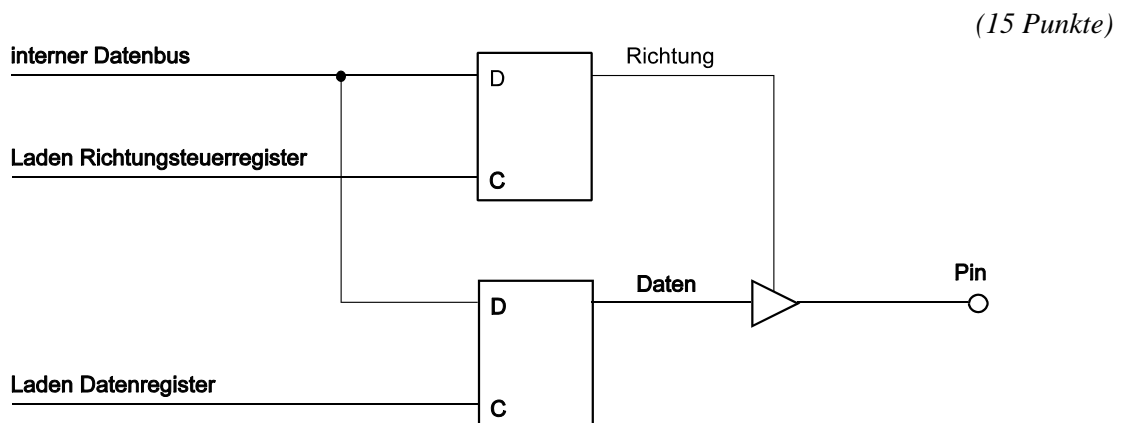 (15 Punkte)
interner Datenbus
Richtung
D
Laden Richtungsteuerregister
C
Pin
Daten
D
Laden Datenregister
C